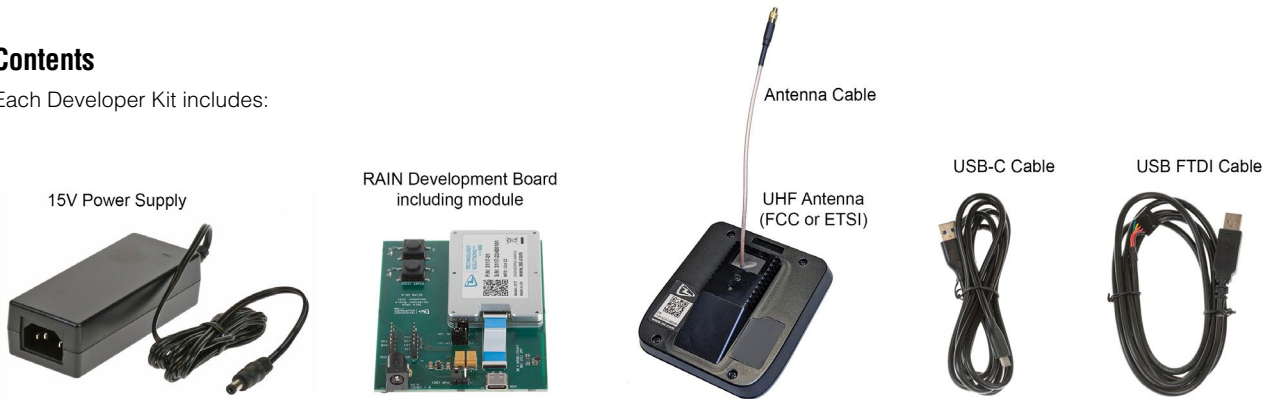 Contents
Each Developer Kit includes:
Antenna Cable
15V Power Supply
RAIN Development Board
including module
UHF Antenna
(FCC or ETSI)
USB-C Cable
USB FTDI Cable